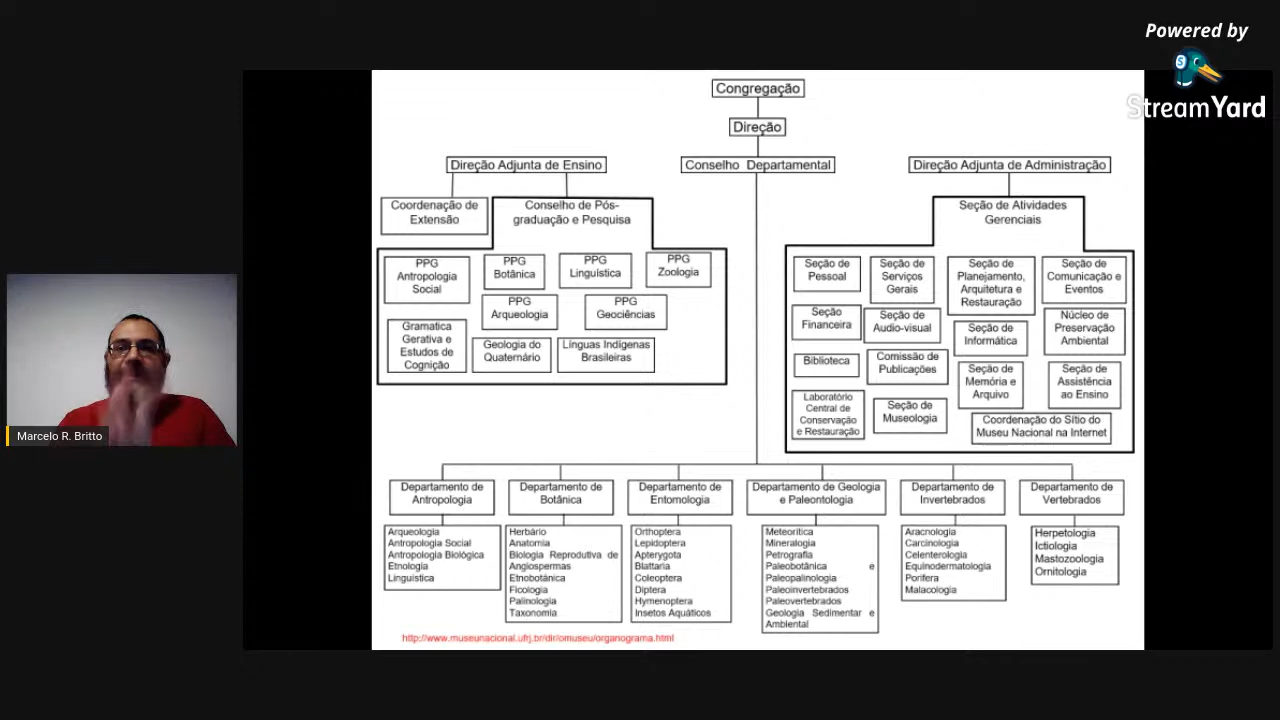 Powered by
StreamYard
Congregação
Direção
Direção Adjunta de Ensino
Conselho Departamental
Direção Adjunta de Administração
Coordenação de
Extensão
Conselho de Pós-
graduação e Pesquisa
Seção de Atividades
Gerenciais
PPG
Antropologia
Social
PPG
Botânica
PPG
Linguística
PPG
Zoologia
PPG
Arqueologia
PPG
Geociências
Gramatica
Gerativa e
Estudos de
Cognição
Geologia do
Quaternário
Línguas Indígenas
Brasileiras
Seção de
Pessoal
Seção de
Serviços
Gerais
Seção de
Planejamento,
Arquitetura e
Restauração
Seção de
Comunicação e
Eventos
Seção
Financeira
Seção de
Audio-visual
Seção de
Informática
Núcleo de
Preservação
Ambiental
Biblioteca
Comissão de
Publicações
Seção de
Memória e
Arquivo
Seção de
Assistência
ao Ensino
Laboratório
Central de
Conservação
e Restauração
Seção de
Museologia
Coordenação do Sítio do
Museu Nacional na Internet
Departamento de
Antropologia
Departamento de
Botânica
Departamento de
Entomologia
Departamento de Geologia
e Paleontologia
Departamento de
Invertebrados
Departamento de
Vertebrados
Arqueologia
Antropologia Social
Antropologia Biológica
Etnologia
Linguística
Herbário
Anatomia
Biologia Reprodutiva de
Angiospermas
Etnobotânica
Ficologia
Palinologia
Taxonomia
Orthoptera
Lepidoptera
Apterygota
Blattaria
Coleoptera
Diptera
Hymenoptera
Insetos Aquáticos
Meteorítica
Mineralogia
Petrografia
Paleobotânica e
Paleopalinologia
Paleoinvertebrados
Paleovertebrados
Geologia Sedimentar e
Ambiental
Aracnologia
Carcinologia
Celenterologia
Equinodermatologia
Porífera
Malacologia
Herpetologia
Ictiologia
Mastozoologia
Ornitologia
http://www.museunacional.ufrj.br/dir/omuseu/organograma.html
Marcelo R. Britto